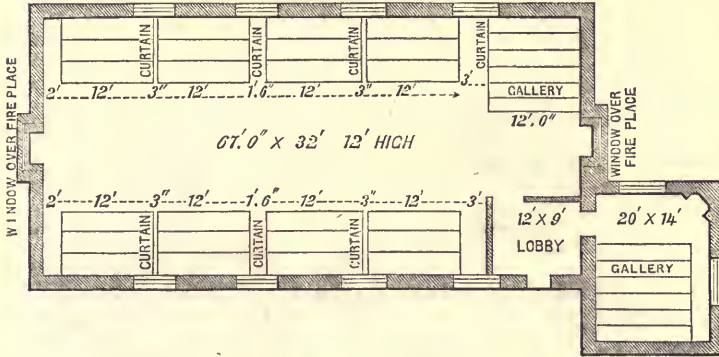 CURTAIN
CURTAIN
CURTAIN
CURTAIN
2' 12' 3" 12' 1'.6" 12' 3" 12' 3'
GALLERY
12'.0"
WINDOW OVER FIRE PLACE
67'.0" X 32' 12' HIGH
WINDOW OVER
FIRE PLACE
2' 12' 3" 12' 1'.6" 12' 3" 12' 3'
CURTAIN
CURTAIN
CURTAIN
12' X 9'
LOBBY
20' X 14'
GALLERY